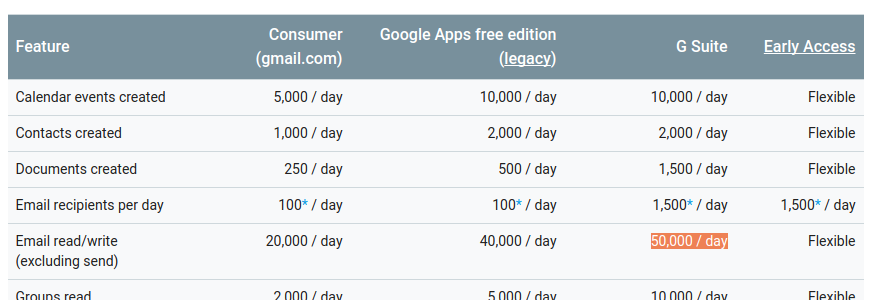 Feature Consumer (gmail.com) Google Apps free edition (legacy) G Suite Early Access
Calendar events created 5,000 / day 10,000 / day 10,000 / day Flexible
Contacts created 1,000 / day 2,000 / day 2,000 / day Flexible
Documents created 250 / day 500 / day 1,500 / day Flexible
Email recipients per day 100* / day 100* / day 1,500* / day 1,500* / day
Email read/write 20,000 / day 40,000 / day 50,000 / day Flexible
(excluding send)
Groups read 2,000 / day 5,000 / day 10,000 / day Flexible